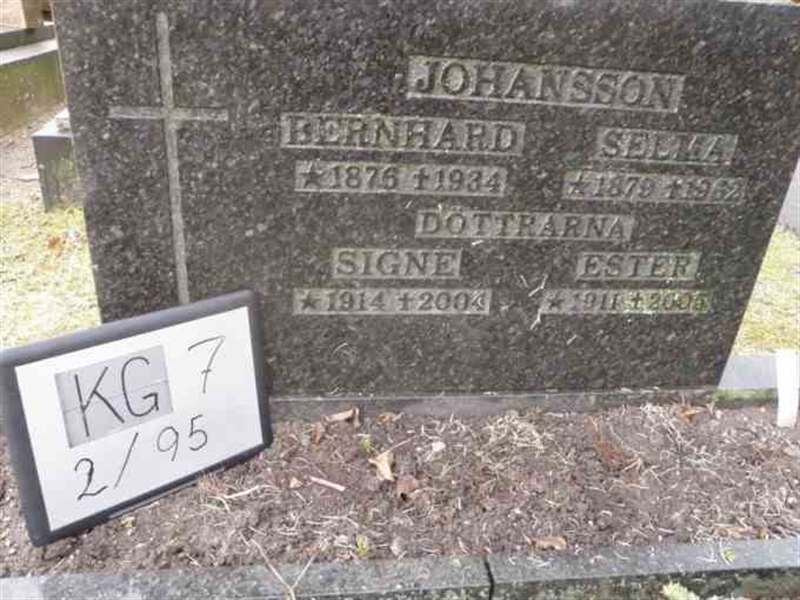 JOHANSSON
BERNHARD SELMA
★1876 †1934 ★1879 †1962
DÖTTRARNA
SIGNE ESTER
★1914 †2004 ★1911 †2005
KG 7
2/95